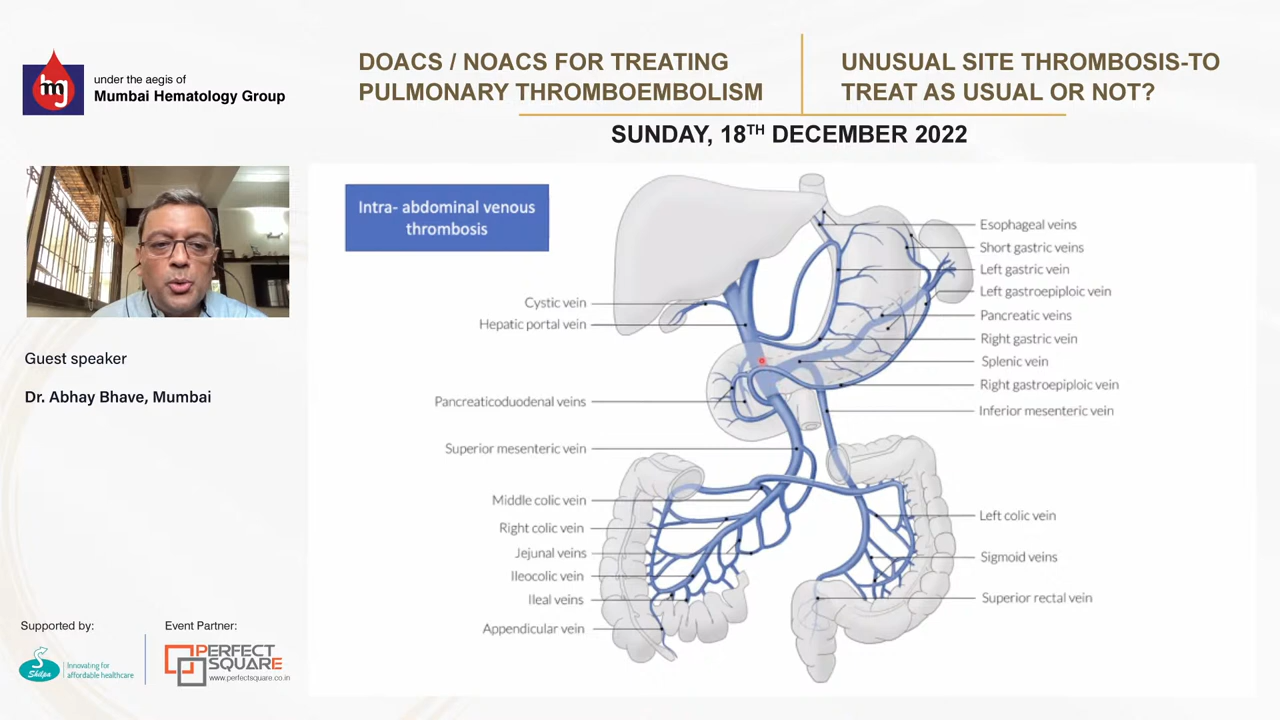 mg
under the aegis of
Mumbai Hematology Group
DOACS / NOACS FOR TREATING
PULMONARY THROMBOEMBOLISM
UNUSUAL SITE THROMBOSIS-TO
TREAT AS USUAL OR NOT?
SUNDAY, 18TH DECEMBER 2022
Guest speaker
Dr. Abhay Bhave, Mumbai
Intra- abdominal venous
thrombosis
Cystic vein
Hepatic portal vein
Pancreaticoduodenal veins
Superior mesenteric vein
Middle colic vein
Right colic vein
Jejunal veins
Ileocolic vein
Ileal veins
Appendicular vein
Esophageal veins
Short gastric veins
Left gastric vein
Left gastroepiploic vein
Pancreatic veins
Right gastric vein
Splenic vein
Right gastroepiploic vein
Inferior mesenteric vein
Left colic vein
Sigmoid veins
Superior rectal vein
Supported by:
Shilpa
Innovating for
affordable healthcare
Event Partner:
PERFECT
SQUARE
www.perfectsquare.co.in